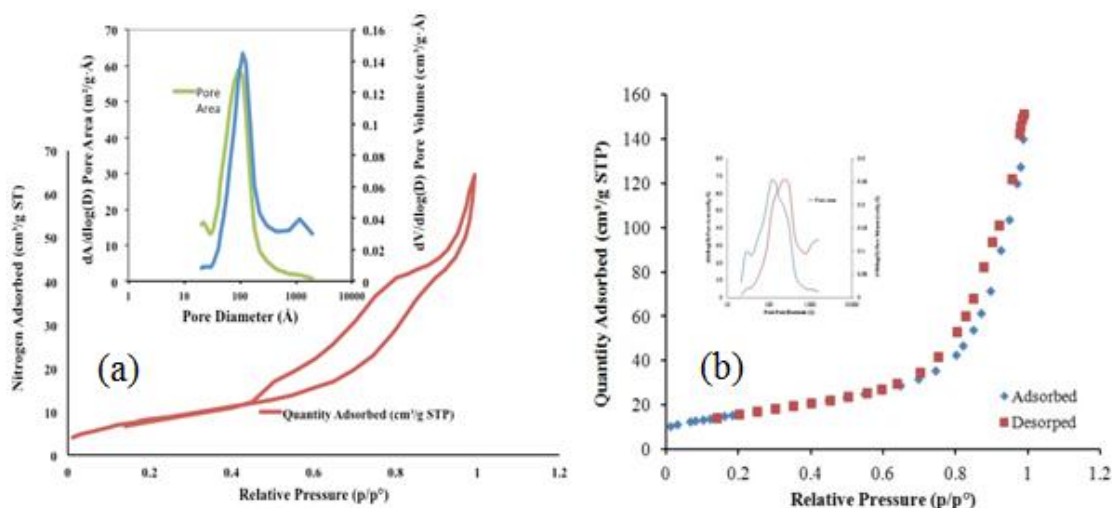 70
60
50
40
30
20
10
0
dA/dlog(D) Pore Area (m²/g·Å)
Pore
Area
0.16
0.14
0.12
0.1
0.08
0.06
0.04
0.02
0
dV/dlog(D) Pore Volume (cm³/g·Å)
1 10 100 1000 10000
Pore Diameter (Å)
70
60
50
40
30
20
10
0
Nitrogen Adsorbed (cm³/g ST)
(a)
Quantity Adsorbed (cm³/g STP)
0 0.2 0.4 0.6 0.8 1 1.2
Relative Pressure (p/p°)
160
140
120
100
80
60
40
20
0
Quantity Adsorbed (cm³/g STP)
(b)
Adsorbed
Desorped
0 0.2 0.4 0.6 0.8 1 1.2
Relative Pressure (p/p°)